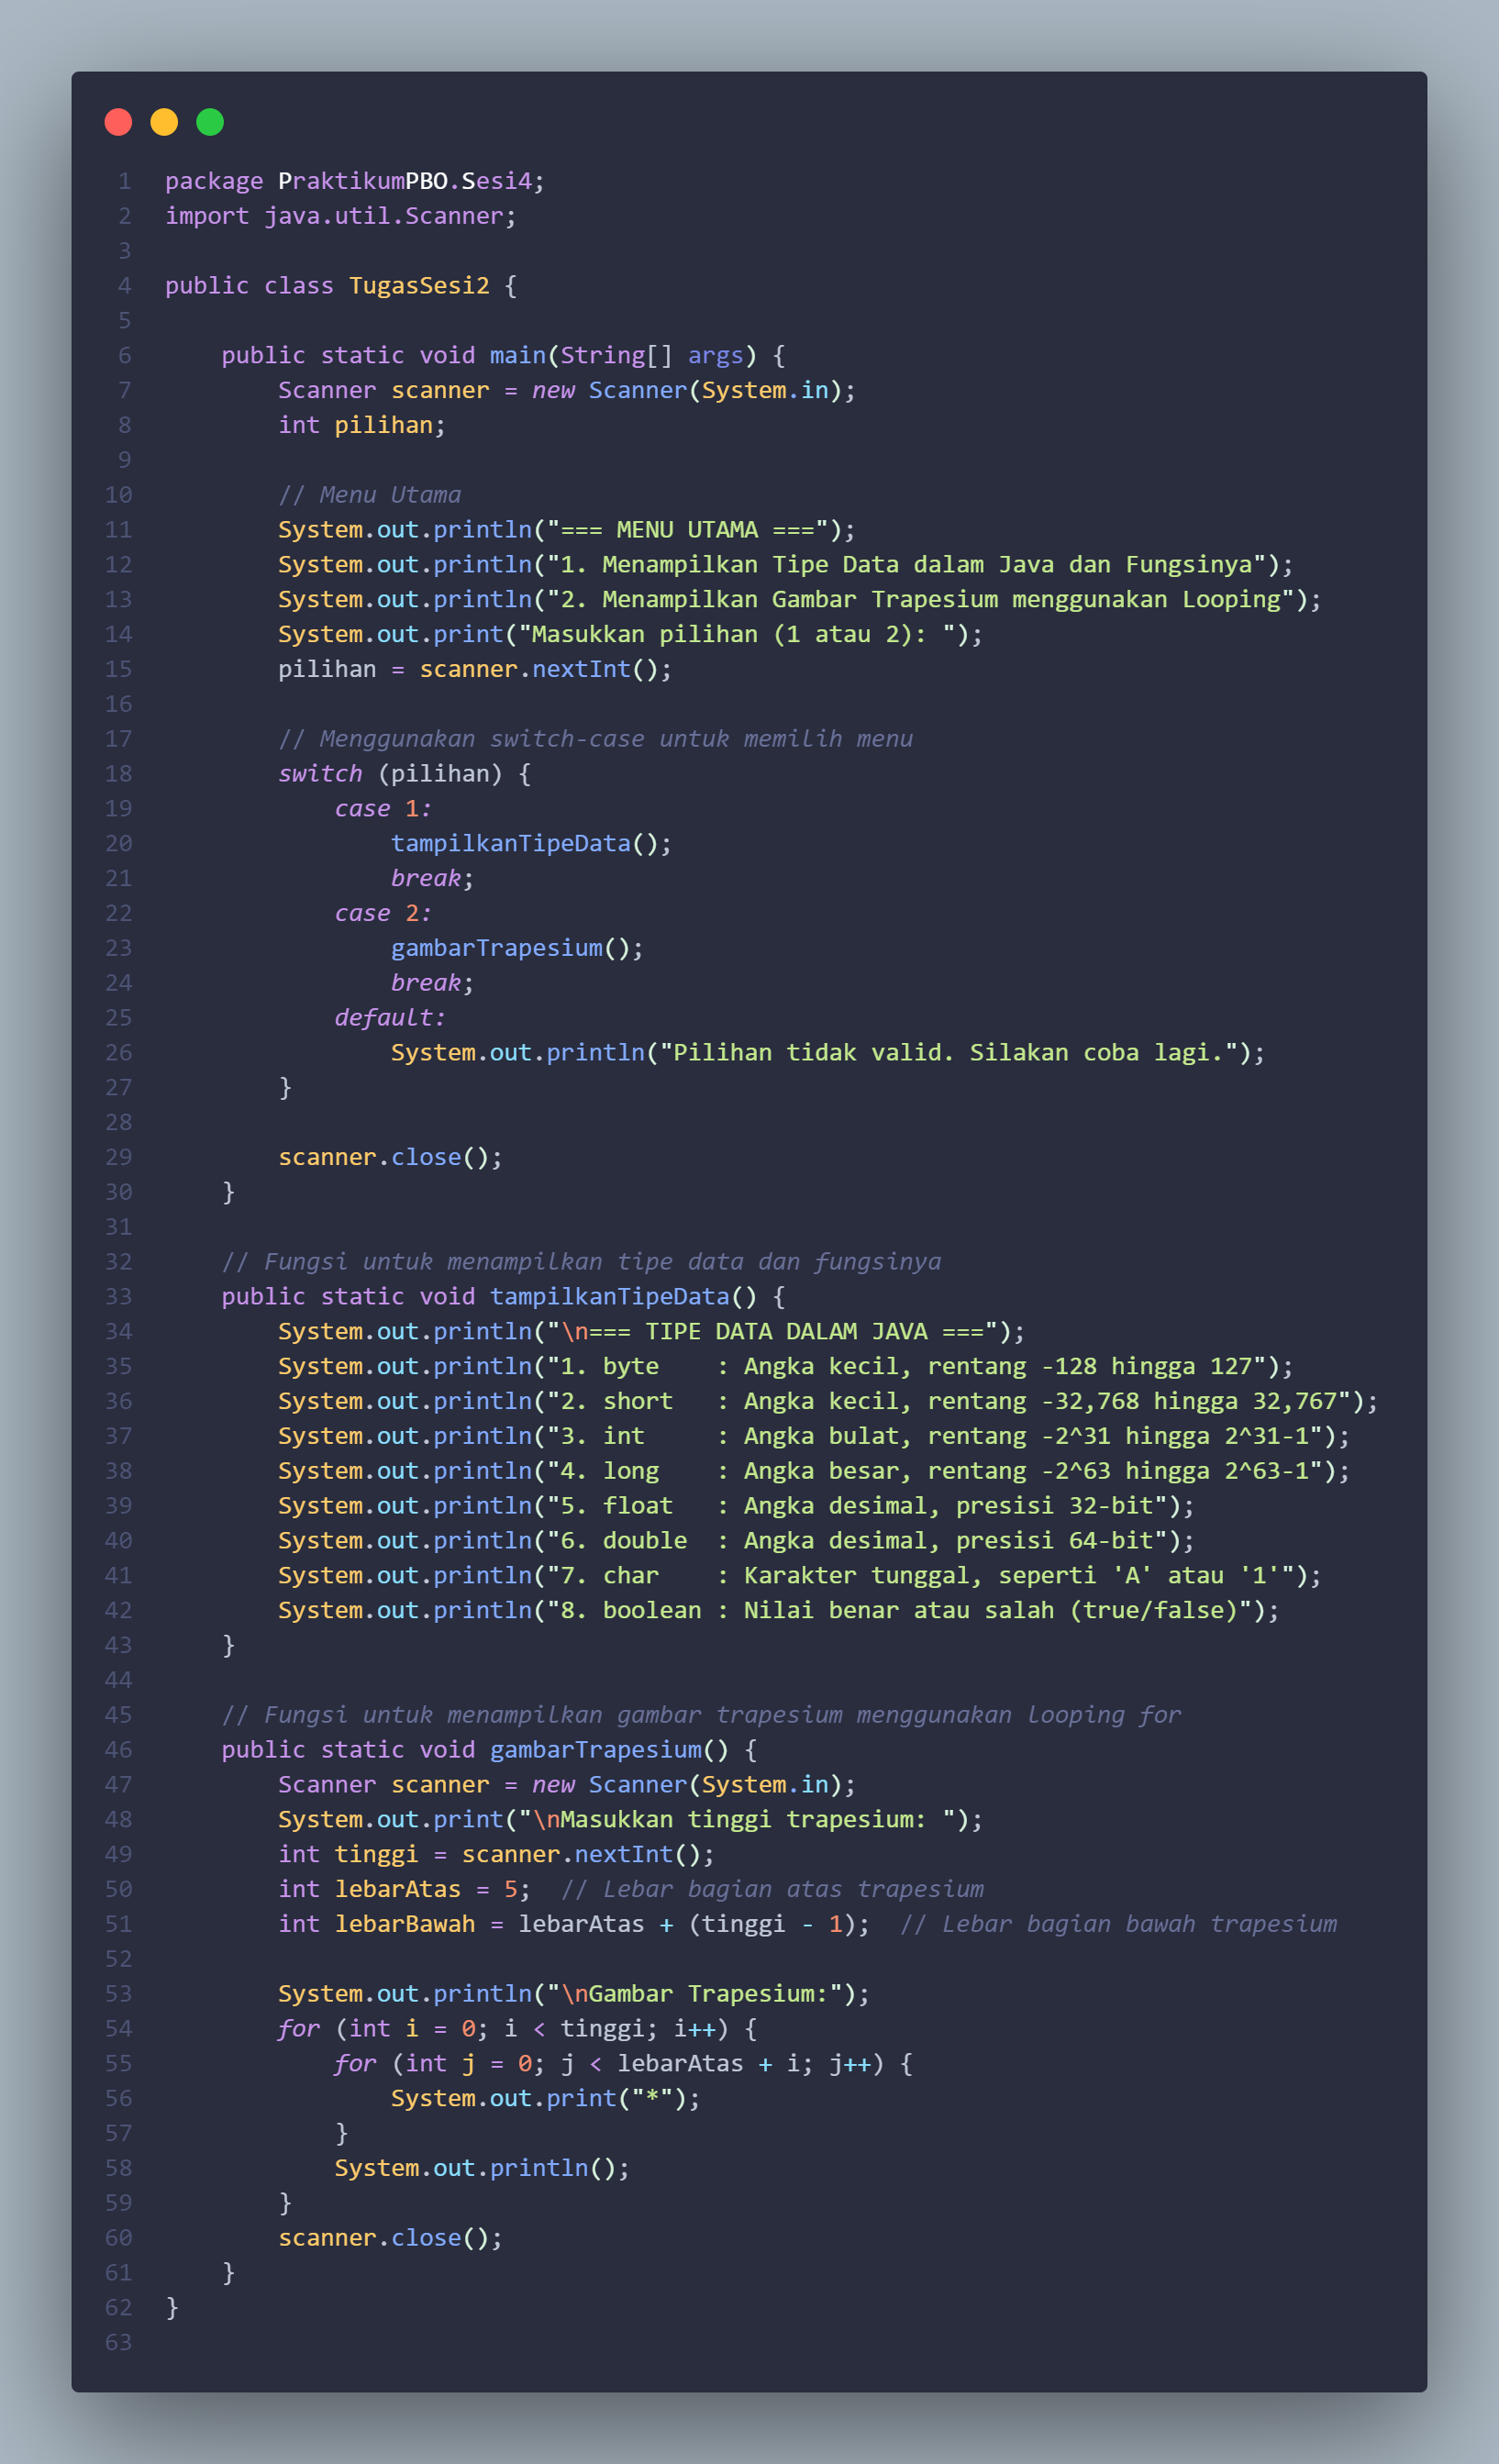 1 package PraktikumPBO.Sesi4;
2 import java.util.Scanner;
3
4 public class TugasSesi2 {
5
6     public static void main(String[] args) {
7         Scanner scanner = new Scanner(System.in);
8         int pilihan;
9
10         // Menu Utama
11         System.out.println("=== MENU UTAMA ===");
12         System.out.println("1. Menampilkan Tipe Data dalam Java dan Fungsinya");
13         System.out.println("2. Menampilkan Gambar Trapesium menggunakan Looping");
14         System.out.print("Masukkan pilihan (1 atau 2): ");
15         pilihan = scanner.nextInt();
16
17         // Menggunakan switch-case untuk memilih menu
18         switch (pilihan) {
19             case 1:
20                 tampilkanTipeData();
21                 break;
22             case 2:
23                 gambarTrapesium();
24                 break;
25             default:
26                 System.out.println("Pilihan tidak valid. Silakan coba lagi.");
27         }
28
29         scanner.close();
30     }
31
32     // Fungsi untuk menampilkan tipe data dan fungsinya
33     public static void tampilkanTipeData() {
34         System.out.println("\n=== TIPE DATA DALAM JAVA ===");
35         System.out.println("1. byte    : Angka kecil, rentang -128 hingga 127");
36         System.out.println("2. short   : Angka kecil, rentang -32,768 hingga 32,767");
37         System.out.println("3. int     : Angka bulat, rentang -2^31 hingga 2^31-1");
38         System.out.println("4. long    : Angka besar, rentang -2^63 hingga 2^63-1");
39         System.out.println("5. float   : Angka desimal, presisi 32-bit");
40         System.out.println("6. double  : Angka desimal, presisi 64-bit");
41         System.out.println("7. char    : Karakter tunggal, seperti 'A' atau '1'");
42         System.out.println("8. boolean : Nilai benar atau salah (true/false)");
43     }
44
45     // Fungsi untuk menampilkan gambar trapesium menggunakan looping for
46     public static void gambarTrapesium() {
47         Scanner scanner = new Scanner(System.in);
48         System.out.print("\nMasukkan tinggi trapesium: ");
49         int tinggi = scanner.nextInt();
50         int lebarAtas = 5;  // Lebar bagian atas trapesium
51         int lebarBawah = lebarAtas + (tinggi - 1);  // Lebar bagian bawah trapesium
52
53         System.out.println("\nGambar Trapesium:");
54         for (int i = 0; i < tinggi; i++) {
55             for (int j = 0; j < lebarAtas + i; j++) {
56                 System.out.print("*");
57             }
58             System.out.println();
59         }
60         scanner.close();
61     }
62 }
63